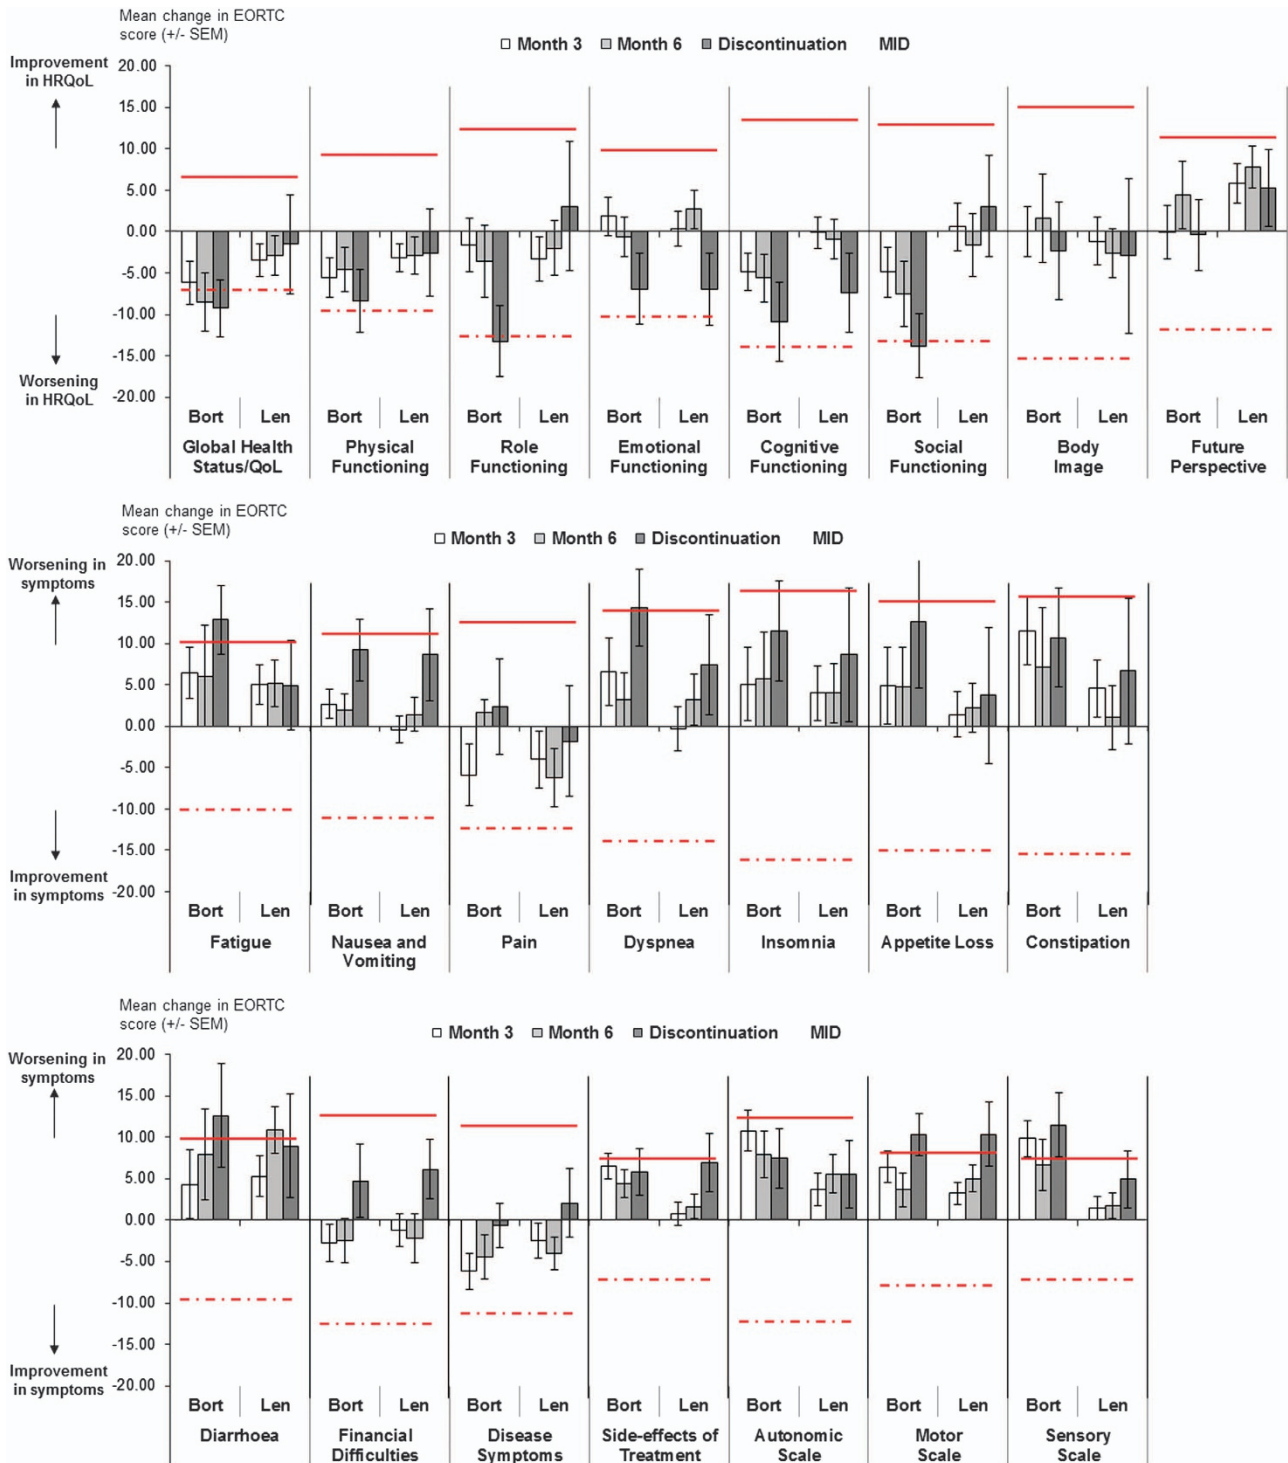 Mean change in EORTC
score (+/- SEM)
Month 3 Month 6 Discontinuation MID
Improvement
in HRQoL
Worsening
in HRQoL
20.00
15.00
10.00
5.00
0.00
-5.00
-10.00
-15.00
-20.00
Bort Len Bort Len Bort Len Bort Len Bort Len Bort Len Bort Len Bort Len
Global Health Physical Role Emotional Cognitive Social Body Future
Status/QoL Functioning Functioning Functioning Functioning Functioning Image Perspective
Mean change in EORTC
score (+/- SEM)
Month 3 Month 6 Discontinuation MID
Worsening in
symptoms
Improvement
in symptoms
20.00
15.00
10.00
5.00
0.00
-5.00
-10.00
-15.00
-20.00
Bort Len Bort Len Bort Len Bort Len Bort Len Bort Len Bort Len
Fatigue Nausea and Pain Dyspnea Insomnia Appetite Loss Constipation
Vomiting
Mean change in EORTC
score (+/- SEM)
Month 3 Month 6 Discontinuation MID
Worsening in
symptoms
Improvement
in symptoms
20.00
15.00
10.00
5.00
0.00
-5.00
-10.00
-15.00
-20.00
Bort Len Bort Len Bort Len Bort Len Bort Len Bort Len Bort Len
Diarrhoea Financial Disease Side-effects of Autonomic Motor Sensory
Difficulties Symptoms Treatment Scale Scale Scale